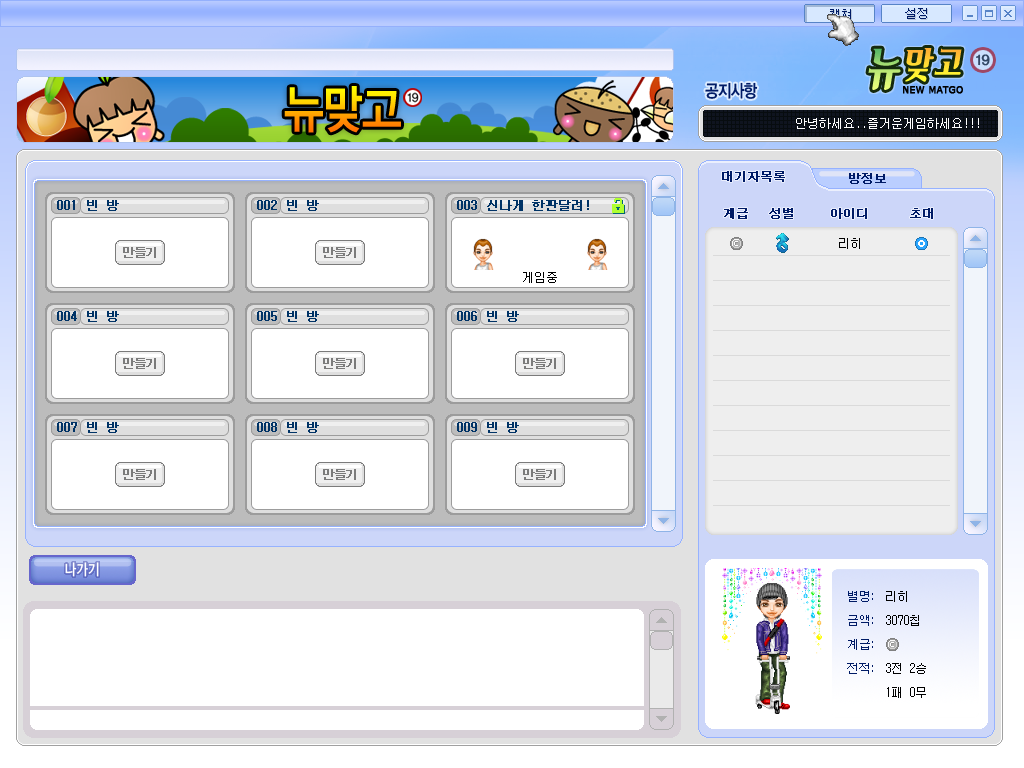 캡쳐
설정
뉴맞고 19
NEW MATGO
공지사항
뉴맞고 19
안녕하세요..즐거운게임하세요!!!
001 빈 방
만들기
002 빈 방
만들기
003 신나게 한판달려!
게임중
004 빈 방
만들기
005 빈 방
만들기
006 빈 방
만들기
007 빈 방
만들기
008 빈 방
만들기
009 빈 방
만들기
나가기
대기자목록
방정보
계급 성별 아이디 초대
리히
별명: 리히
금액: 3070칩
계급:
전적: 3전 2승
1패 0무